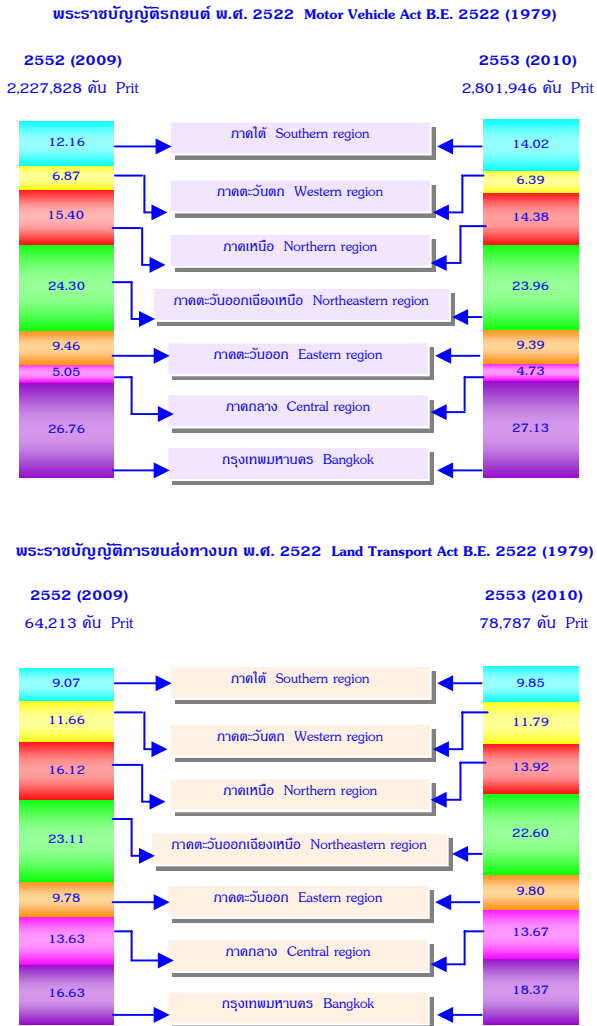 พระราชบัญญัติรถยนต์ พ.ศ. 2522 Motor Vehicle Act B.E. 2522 (1979)
2552 (2009) 2553 (2010)
2,227,828 คัน Prit 2,801,946 คัน Prit
12.16 ภาคใต้ Southern region 14.02
6.87 ภาคตะวันตก Western region 6.39
15.40 ภาคเหนือ Northern region 14.38
24.30 ภาคตะวันออกเฉียงเหนือ Northeastern region 23.96
9.46 ภาคตะวันออก Eastern region 9.39
5.05 ภาคกลาง Central region 4.73
26.76 กรุงเทพมหานคร Bangkok 27.13
พระราชบัญญัติการขนส่งทางบก พ.ศ. 2522 Land Transport Act B.E. 2522 (1979)
2552 (2009) 2553 (2010)
64,213 คัน Prit 78,787 คัน Prit
9.07 ภาคใต้ Southern region 9.85
11.66 ภาคตะวันตก Western region 11.79
16.12 ภาคเหนือ Northern region 13.92
23.11 ภาคตะวันออกเฉียงเหนือ Northeastern region 22.60
9.78 ภาคตะวันออก Eastern region 9.80
13.63 ภาคกลาง Central region 13.67
16.63 กรุงเทพมหานคร Bangkok 18.37